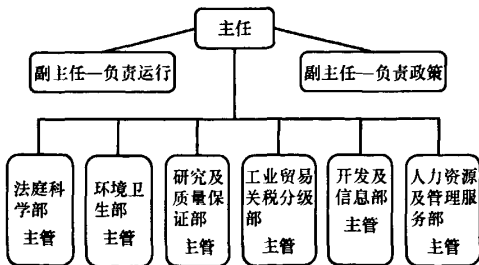 主任
副主任—负责运行
副主任—负责政策
法庭科
学部
主管
环境卫
生部
主管
研究及
质量保
证部
主管
工业贸易
关税分级
部
主管
开发及
信息部
主管
人力资源
及管理服
务部
主管